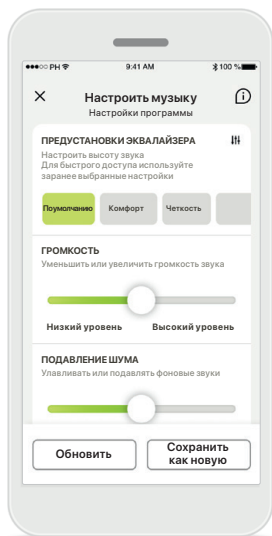 PH 9:41 AM 100 %
Настроить музыку
Настройки программы
ПРЕДУСТАНОВКИ ЭКВАЛАЙЗЕРА
Настроить высоту звука
Для быстрого доступа используйте
заранее выбранные настройки
Поумолчанию Комфорт Четкость
ГРОМКОСТЬ
Уменьшить или увеличить громкость звука
Низкий уровень Высокий уровень
ПОДАВЛЕНИЕ ШУМА
Улавливать или подавлять фоновые звуки
Обновить Сохранить
как новую